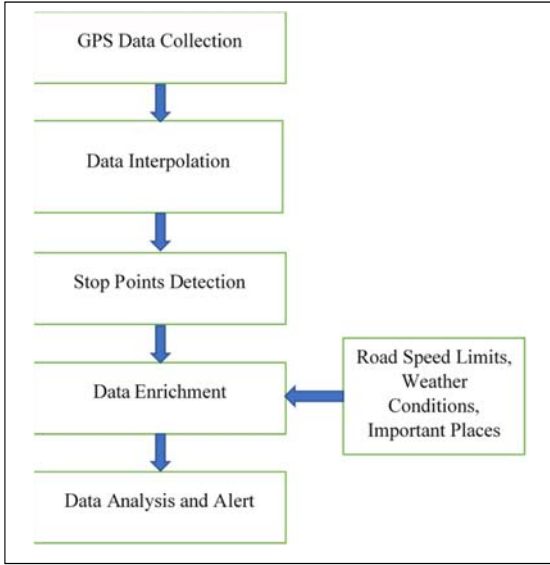 GPS Data Collection
Data Interpolation
Stop Points Detection
Data Enrichment
Road Speed Limits,
Weather
Conditions,
Important Places
Data Analysis and Alert